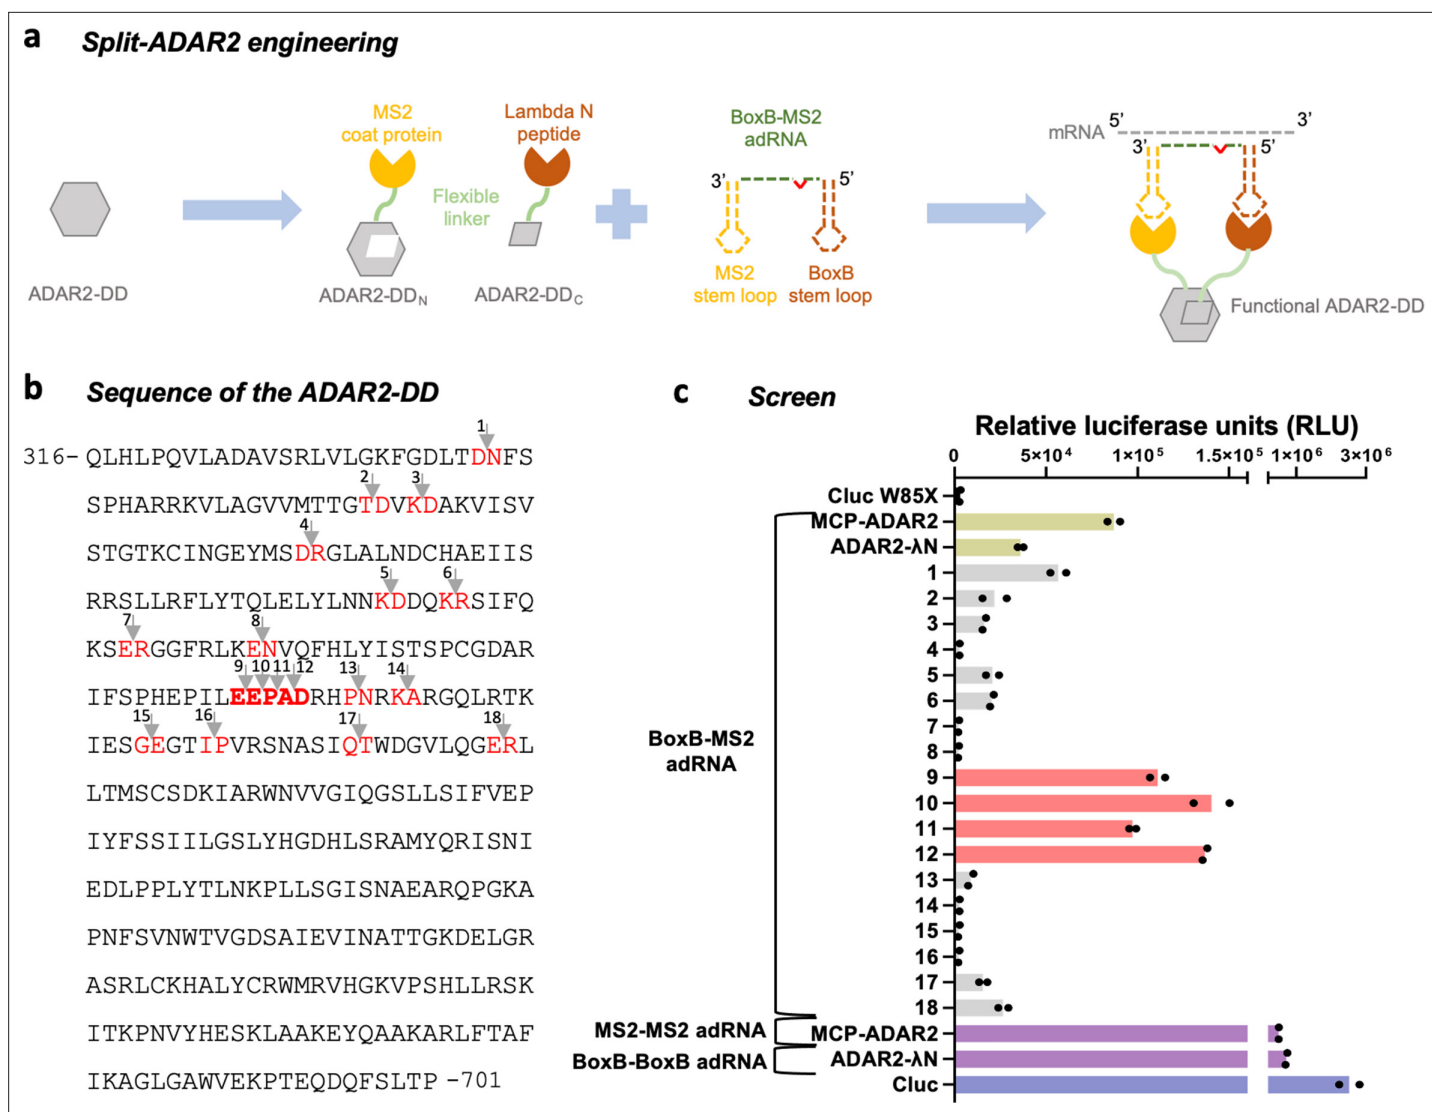 a Split-ADAR2 engineering
MS2
coat protein
Lambda N
peptide
Flexible
linker
BoxB-MS2
adRNA
3' 5'
MS2
stem loop
BoxB
stem loop
5' 3'
mRNA
3' 5'
ADAR2-DD
ADAR2-DDN
ADAR2-DDC
Functional ADAR2-DD
b Sequence of the ADAR2-DD
1
316- QLHLPQVLADAVSRLVLGKFGDLTDNFS
2 3
SPHARRKVLAGVVMTTGTDVKDAKVISV
4
STGTKCINGEYMSDRGLALNDCHAEIIS
5 6
RRSLLRFLYTQLELYLNNKDDQKRSIFQ
7 8
KSERGGFRLKENVQFHLYISTSPCGDAR
9 10 11 12 13 14
IFSPHEPILEEPADRHPNRKARGQLRTK
15 16 17 18
IESGEGTIPVRSNASIQTWDGVLQGERL
LTMSCSDKIARWNVVGIQGSLLSIFVEP
IYFSSIILGSLYHGDHLSRAMYQRISNI
EDLPPLYTLNKPLLSGISNAEARQPGKA
PNFSVNWTVGDSAIEVINATTGKDELGR
ASRLCKHALYCRWMRVHGKVPSHLLRSK
ITKPNVYHESKLAAKEYQAAKARLFTAF
IKAGLGAWVEKPTEQDQFSLTP -701
c Screen
Relative luciferase units (RLU)
0 5×10⁴ 1×10⁵ 1.5×10⁵ 1×10⁶ 3×10⁶
Cluc W85X
MCP-ADAR2
ADAR2-λN
1
2
3
4
5
6
7
8
9
10
11
12
13
14
15
16
17
18
BoxB-MS2
adRNA
MS2-MS2 adRNA
MCP-ADAR2
BoxB-BoxB adRNA
ADAR2-λN
Cluc